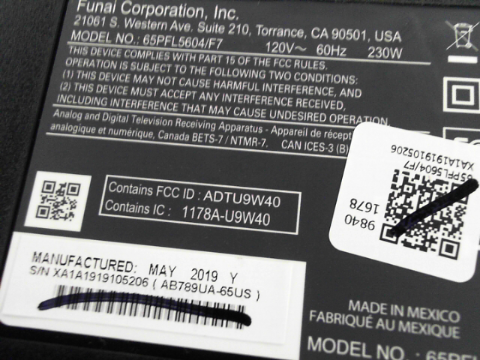 Funai Corporation, Inc.
21061 S. Western Ave. Suite 210, Torrance, CA 90501, USA
MODEL NO.: 65PFL5604/F7 120V~ 60Hz 230W
THIS DEVICE COMPLIES WITH PART 15 OF THE FCC RULES.
OPERATION IS SUBJECT TO THE FOLLOWING TWO CONDITIONS:
(1) THIS DEVICE MAY NOT CAUSE HARMFUL INTERFERENCE, AND
(2) THIS DEVICE MUST ACCEPT ANY INTERFERENCE RECEIVED,
INCLUDING INTERFERENCE THAT MAY CAUSE UNDESIRED OPERATION.
Analog and Digital Television Receiving Apparatus - Appareil de récept
analogique et numérique, Canada BETS-7 / NTMR-7. CAN ICES-3 (B)
XA1A1919105206
65PFL5604/F7
9840
1678
Contains FCC ID: ADTU9W40
Contains IC : 1178A-U9W40
MANUFACTURED: MAY 2019 Y
S/N XA1A1919105206 ( AB789UA-65US )
MADE IN MEXICO
FABRIQUÉ AU MEXIQUE
MODEL NO.: 65PFL